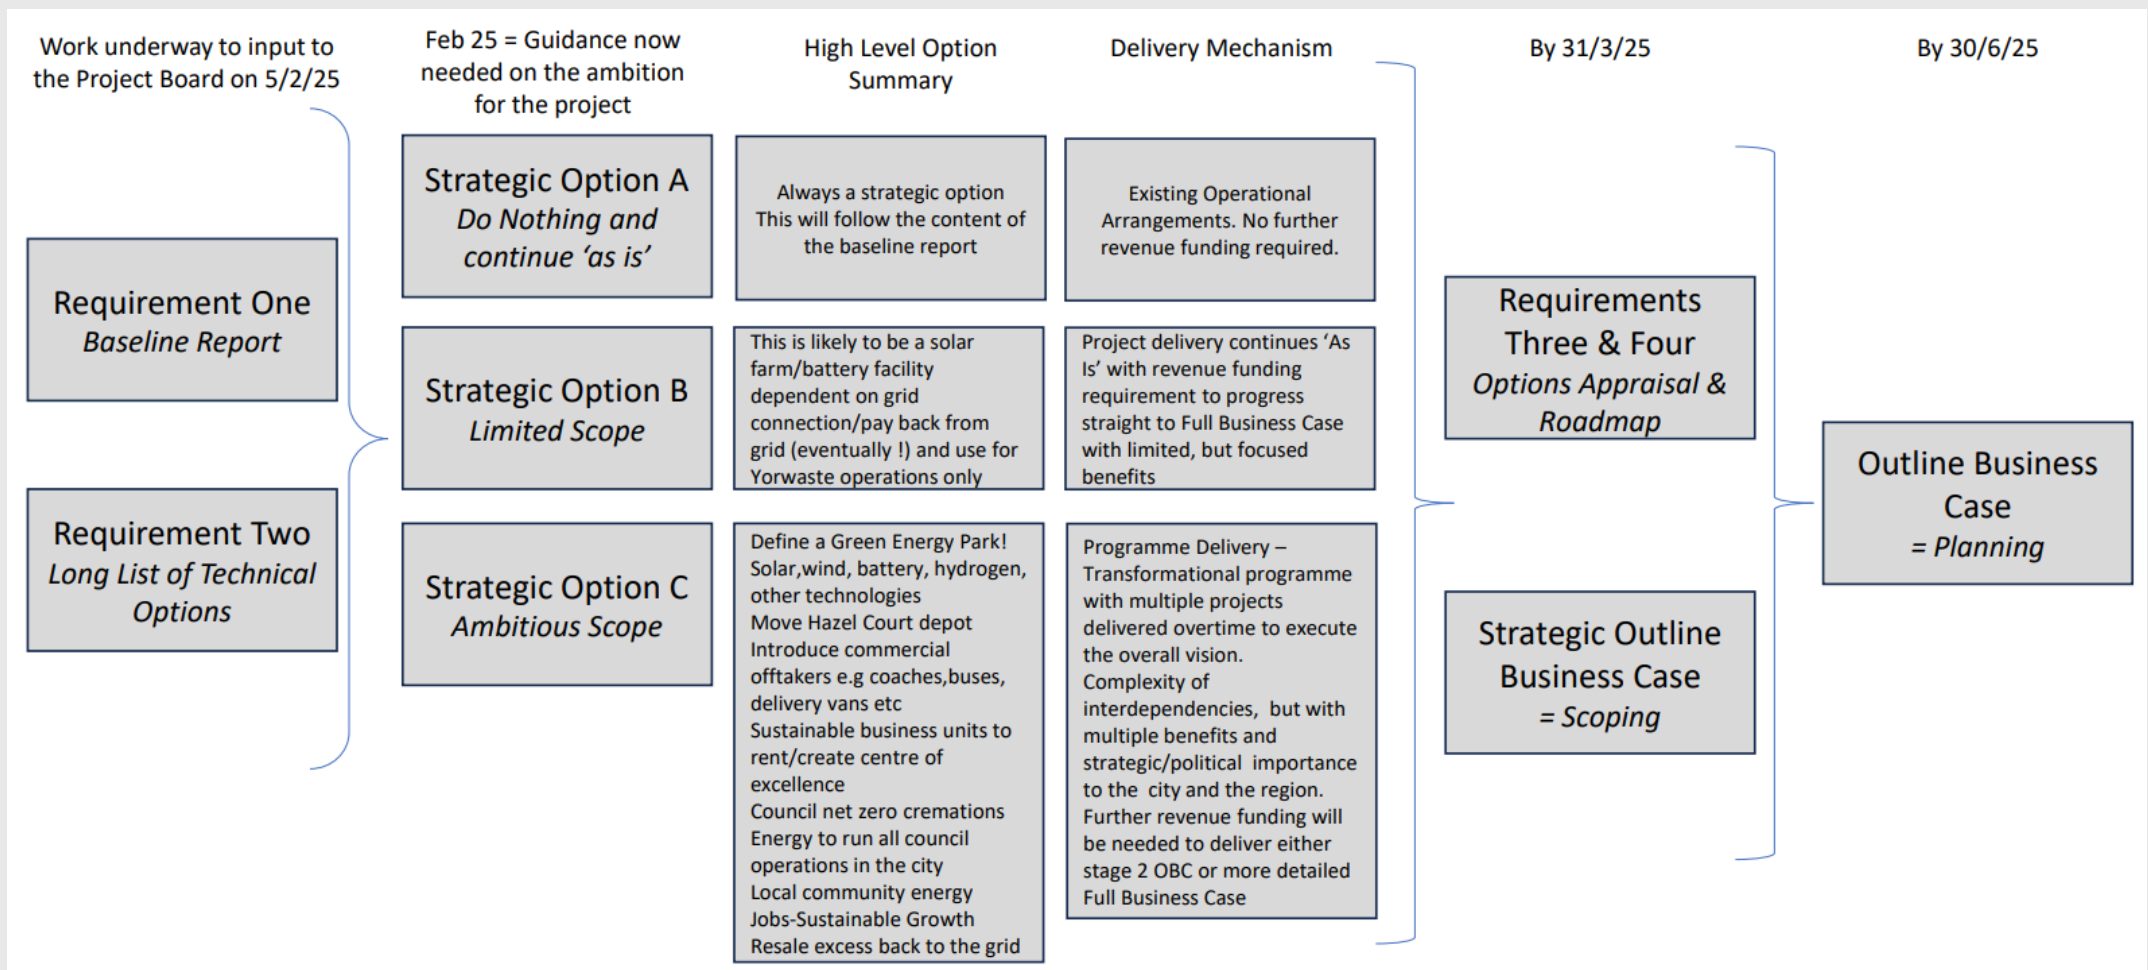 Work underway to input to
the Project Board on 5/2/25
Requirement One
Baseline Report
Requirement Two
Long List of Technical
Options
Feb 25 = Guidance now
needed on the ambition
for the project
Strategic Option A
Do Nothing and
continue ‘as is’
Strategic Option B
Limited Scope
Strategic Option C
Ambitious Scope
High Level Option
Summary
Always a strategic option
This will follow the content of
the baseline report
This is likely to be a solar
farm/battery facility
dependent on grid
connection/pay back from
grid (eventually !) and use for
Yorwaste operations only
Define a Green Energy Park!
Solar,wind, battery, hydrogen,
other technologies
Move Hazel Court depot
Introduce commercial
offtakers e.g coaches,buses,
delivery vans etc
Sustainable business units to
rent/create centre of
excellence
Council net zero cremations
Energy to run all council
operations in the city
Local community energy
Jobs-Sustainable Growth
Resale excess back to the grid
Delivery Mechanism
Existing Operational
Arrangements. No further
revenue funding required.
Project delivery continues ‘As
Is’ with revenue funding
requirement to progress
straight to Full Business Case
with limited, but focused
benefits
Programme Delivery –
Transformational programme
with multiple projects
delivered overtime to execute
the overall vision.
Complexity of
interdependencies, but with
multiple benefits and
strategic/political importance
to the city and the region.
Further revenue funding will
be needed to deliver either
stage 2 OBC or more detailed
Full Business Case
By 31/3/25
Requirements
Three & Four
Options Appraisal &
Roadmap
Strategic Outline
Business Case
= Scoping
By 30/6/25
Outline Business
Case
= Planning